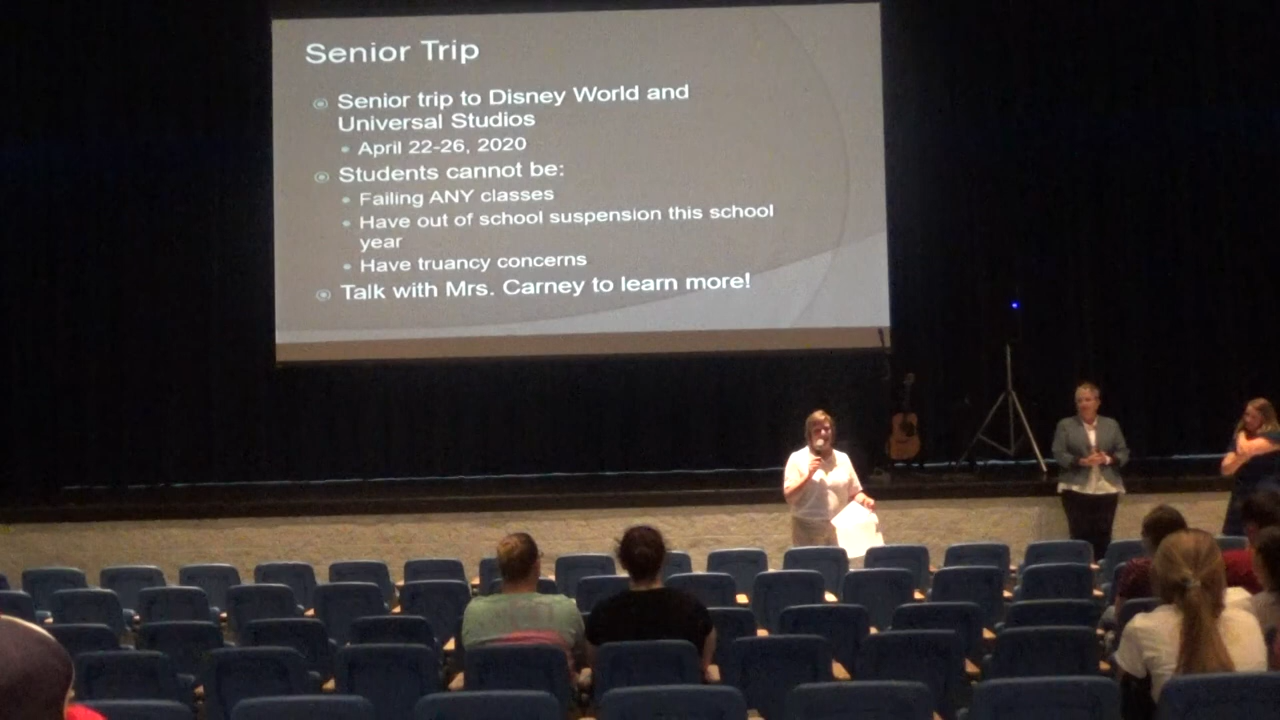 Senior Trip
Senior trip to Disney World and
Universal Studios
April 22-26, 2020
Students cannot be:
Failing ANY classes
Have out of school suspension this school
year
Have truancy concerns
Talk with Mrs. Carney to learn more!